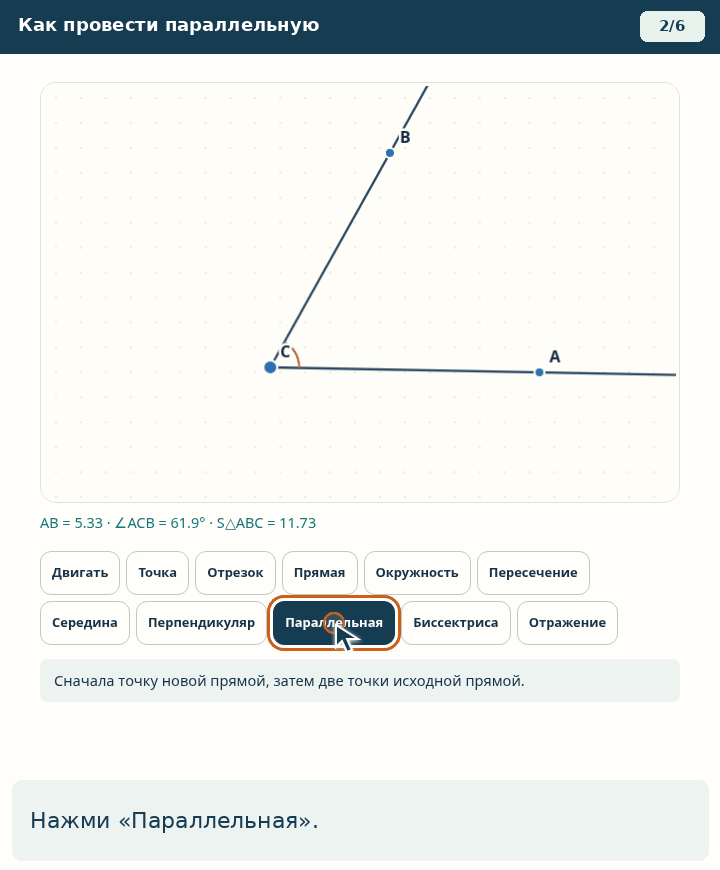 Как провести параллельную
2/6
B
C
A
AB = 5.33 · ∠ACB = 61.9° · S△ABC = 11.73
Двигать Точка Отрезок Прямая Окружность Пересечение
Середина Перпендикуляр Параллельная Биссектриса Отражение
Сначала точку новой прямой, затем две точки исходной прямой.
Нажми «Параллельная».